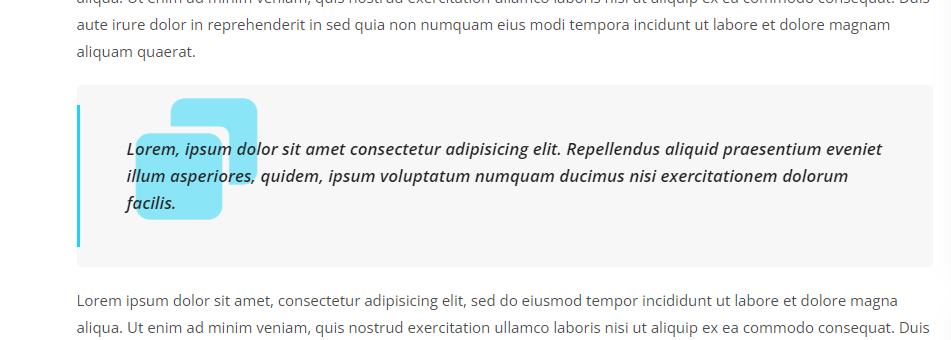 aliqua. Ut enim ad minim veniam, quis nostrud exercitation ullamco laboris nisi ut aliquip ex ea commodo consequat. Duis
aute irure dolor in reprehenderit in sed quia non numquam eius modi tempora incidunt ut labore et dolore magnam
aliquam quaerat.
Lorem, ipsum dolor sit amet consectetur adipisicing elit. Repellendus aliquid praesentium eveniet
illum asperiores, quidem, ipsum voluptatum numquam ducimus nisi exercitationem dolorum
facilis.
Lorem ipsum dolor sit amet, consectetur adipisicing elit, sed do eiusmod tempor incididunt ut labore et dolore magna
aliqua. Ut enim ad minim veniam, quis nostrud exercitation ullamco laboris nisi ut aliquip ex ea commodo consequat. Duis